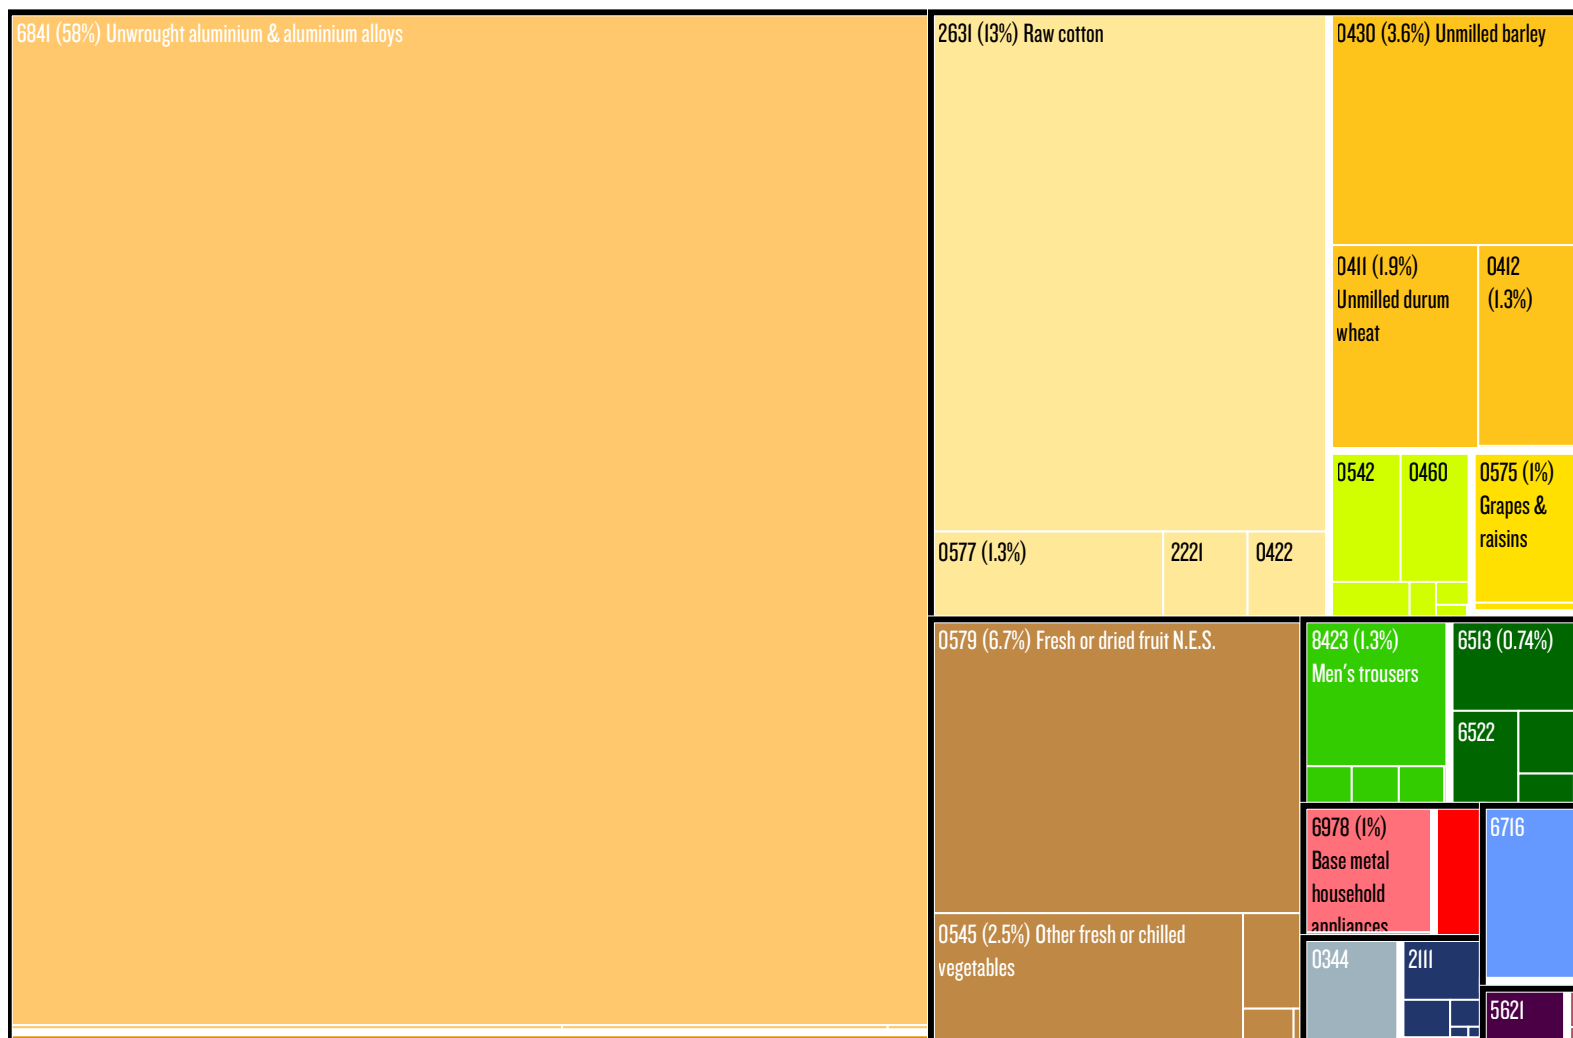 6841 (58%) Unwrought aluminium & aluminium alloys
2631 (13%) Raw cotton
0430 (3.6%) Unmilled barley
0411 (1.9%)
Unmilled durum
wheat
0412
(1.3%)
0542
0460
0575 (1%)
Grapes &
raisins
0577 (1.3%)
2221
0422
0579 (6.7%) Fresh or dried fruit N.E.S.
0545 (2.5%) Other fresh or chilled
vegetables
8423 (1.3%)
Men's trousers
6513 (0.74%)
6522
6978 (1%)
Base metal
household
appliances
6716
0344
2111
5621